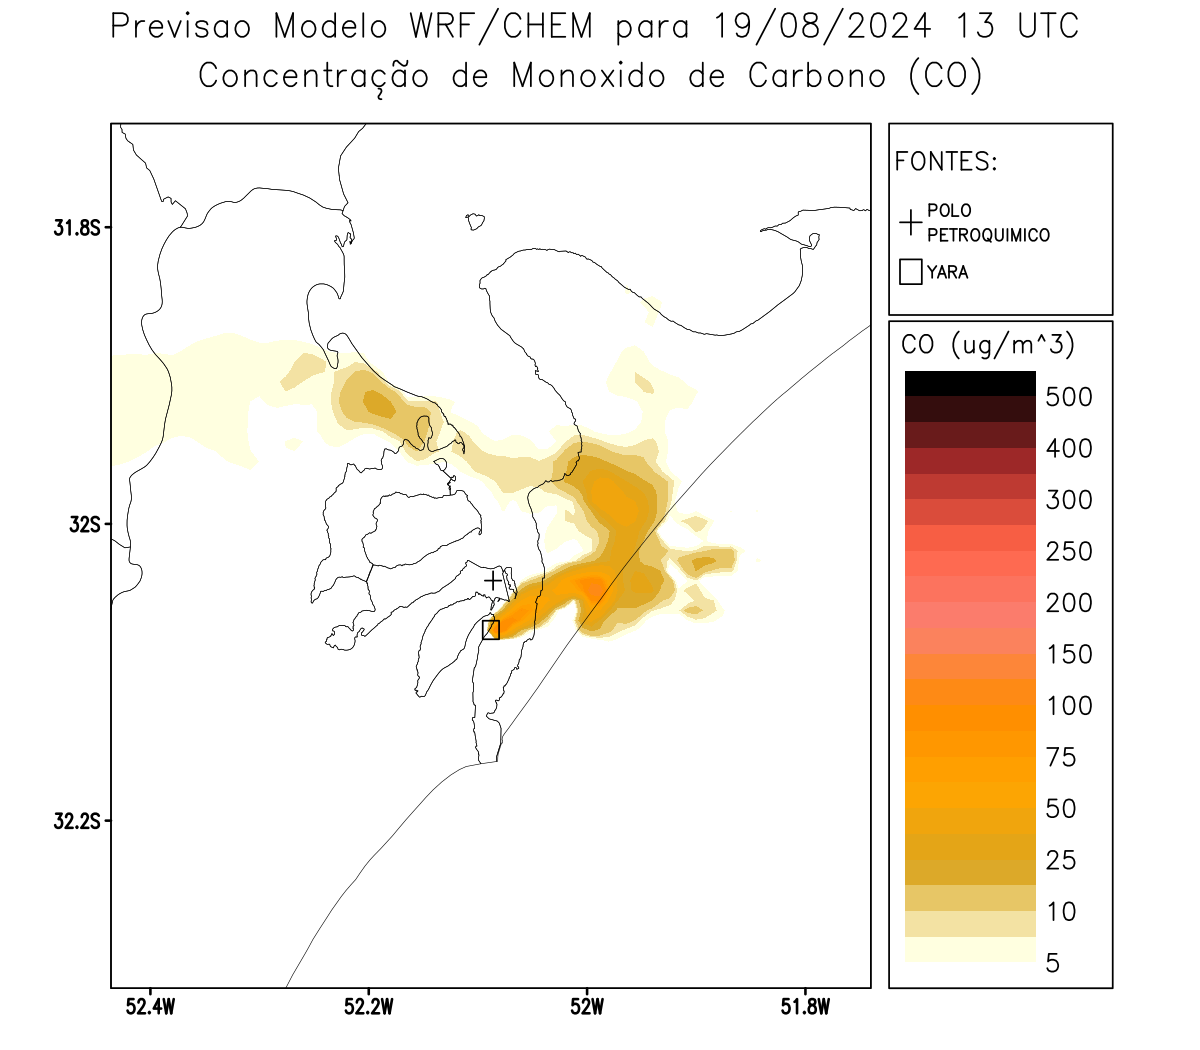 Previsao Modelo WRF/CHEM para 19/08/2024 13 UTC
Concentração de Monoxido de Carbono (CO)
FONTES:
POLO
PETROQUIMICO
YARA
CO (ug/m^3)
500
400
300
250
200
150
100
75
50
25
10
5
31.8S
32S
32.2S
52.4W
52.2W
52W
51.8W